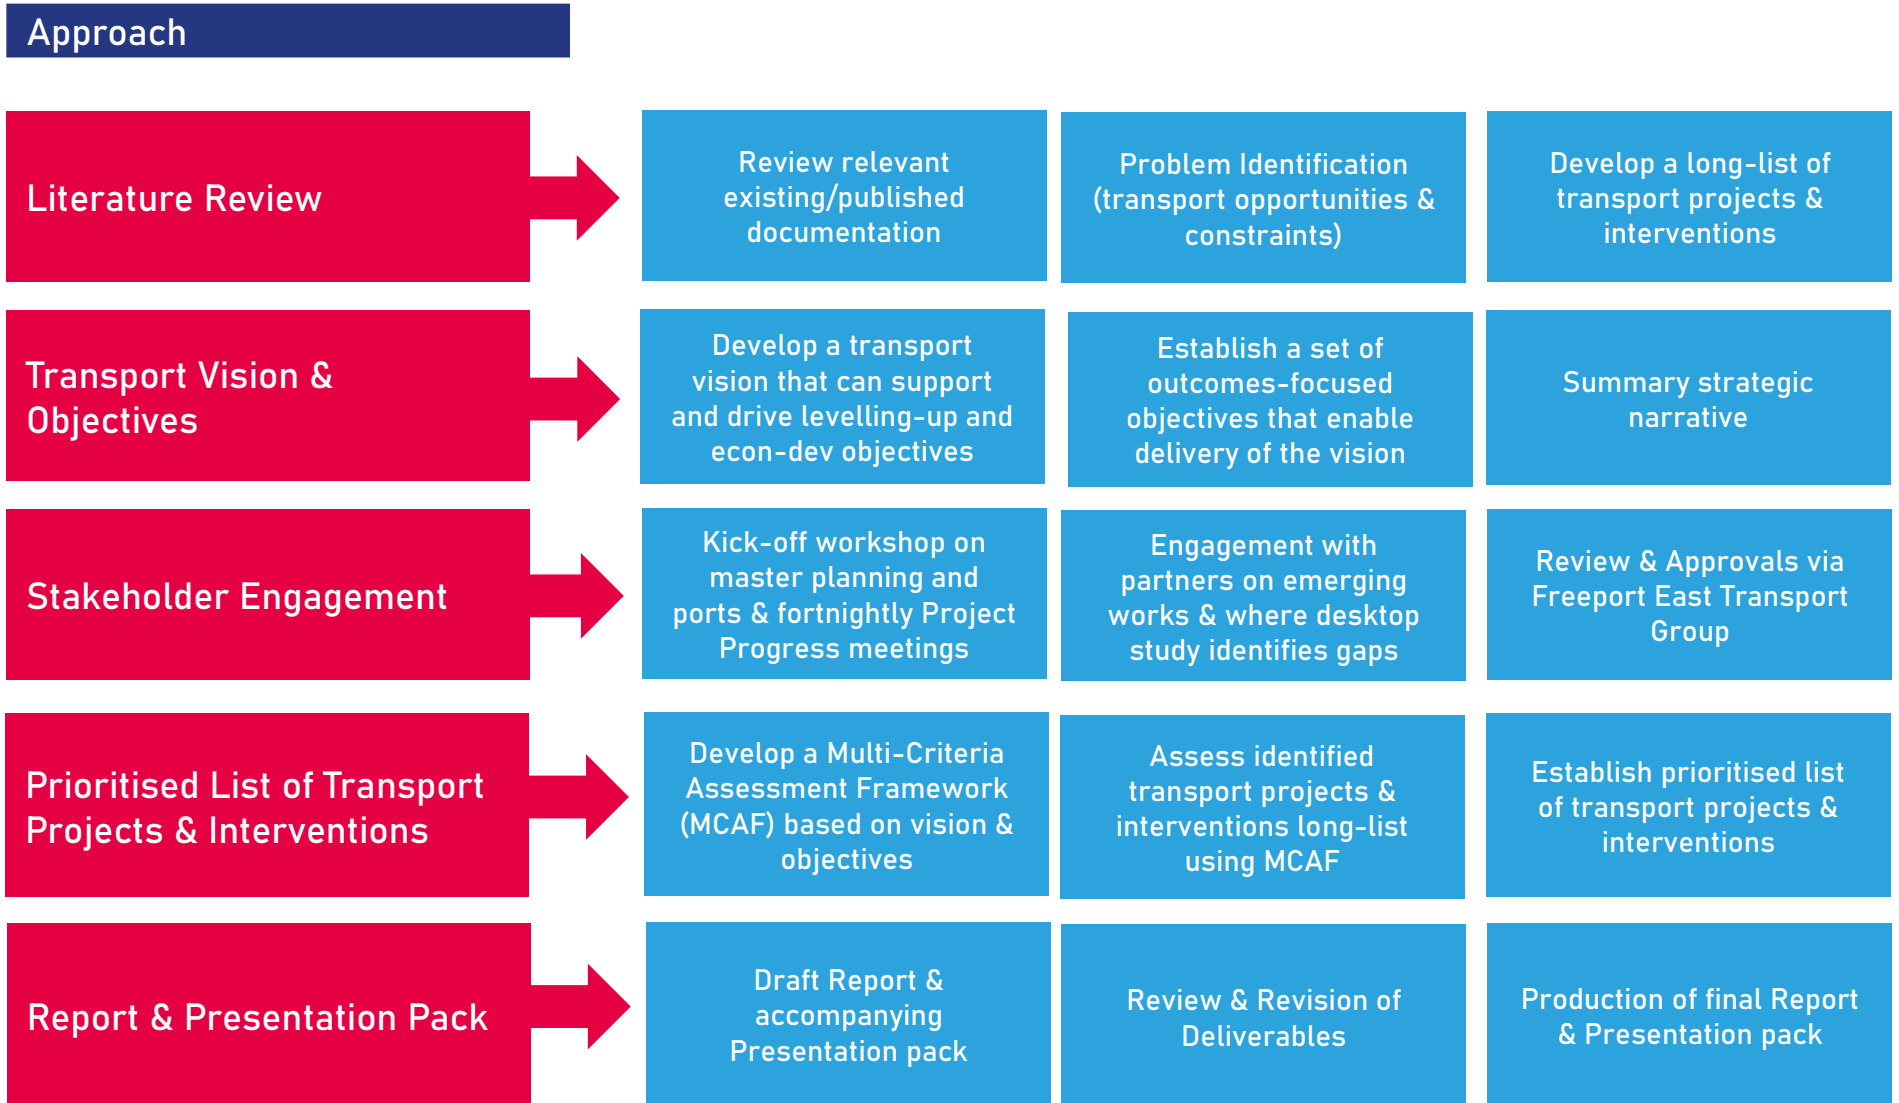 Approach
Literature Review
Review relevant
existing/published
documentation
Problem Identification
(transport opportunities &
constraints)
Develop a long-list of
transport projects &
interventions
Transport Vision &
Objectives
Develop a transport
vision that can support
and drive levelling-up and
econ-dev objectives
Establish a set of
outcomes-focused
objectives that enable
delivery of the vision
Summary strategic
narrative
Stakeholder Engagement
Kick-off workshop on
master planning and
ports & fortnightly Project
Progress meetings
Engagement with
partners on emerging
works & where desktop
study identifies gaps
Review & Approvals via
Freeport East Transport
Group
Prioritised List of Transport
Projects & Interventions
Develop a Multi-Criteria
Assessment Framework
(MCAF) based on vision &
objectives
Assess identified
transport projects &
interventions long-list
using MCAF
Establish prioritised list
of transport projects &
interventions
Report & Presentation Pack
Draft Report &
accompanying
Presentation pack
Review & Revision of
Deliverables
Production of final Report
& Presentation pack